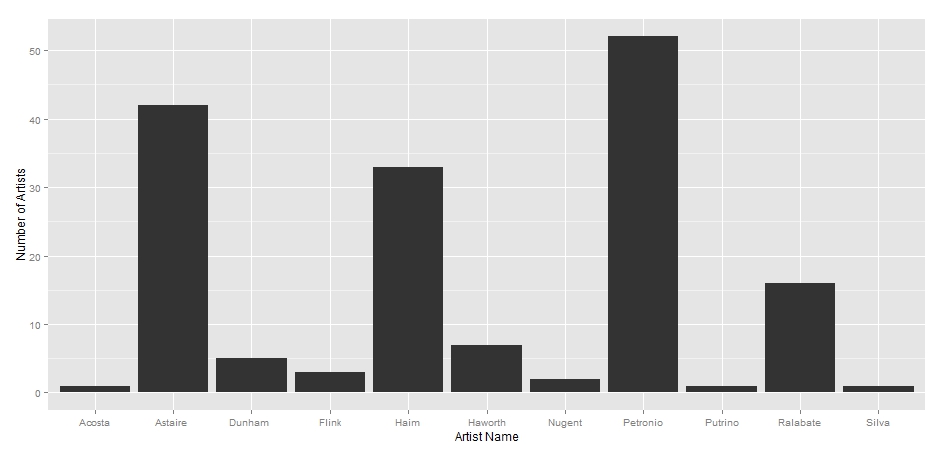 Number of Artists
50
40
30
20
10
0
Acosta Astaire Dunham Flink Haim Haworth Nugent Petronio Putrino Ralabate Silva
Artist Name